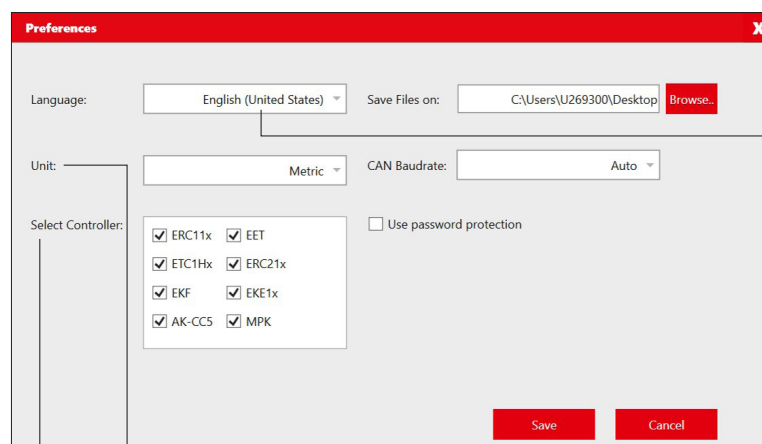 Preferences X
Language: English (United States) Save Files on: C:\Users\U269300\Desktop Browse..
Unit: Metric CAN Baudrate: Auto
Select Controller: Use password protection
ERC11x EET
ETC1Hx ERC21x
EKF EKE1x
AK-CC5 MPK
Save Cancel